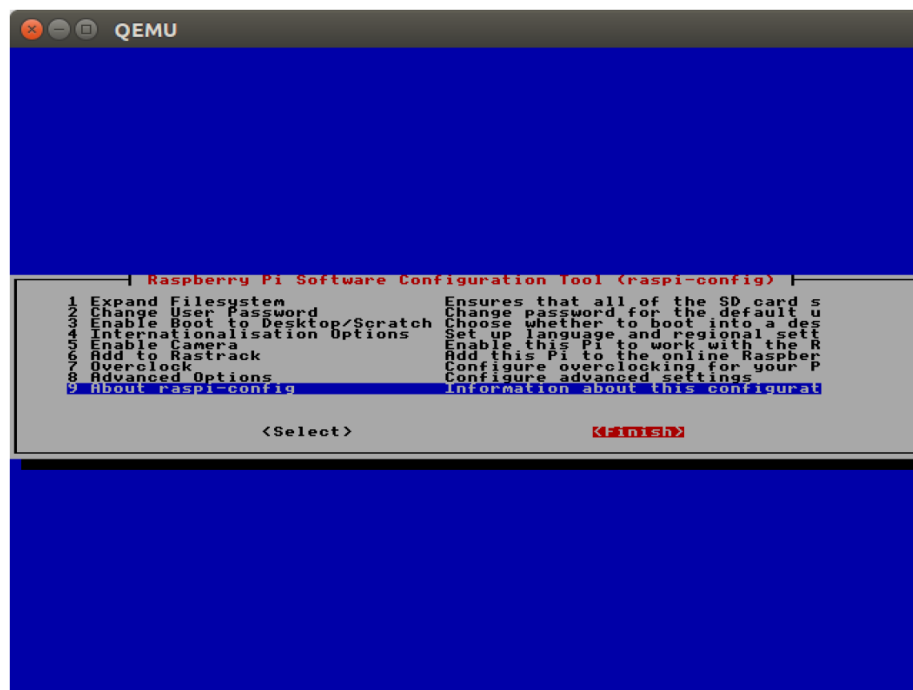 QEMU
Raspberry Pi Software Configuration Tool (raspi-config)
1 Expand Filesystem Ensures that all of the SD card s
2 Change User Password Change password for the default u
3 Enable Boot to Desktop/Scratch Choose whether to boot into a des
4 Internationalisation Options Set up language and regional sett
5 Enable Camera Enable this Pi to work with the R
6 Add to Rastrack Add this Pi to the online Raspber
7 Overclock Configure overclocking for your P
8 Advanced Options Configure advanced settings
9 About raspi-config Information about this configurat
<Select> <Finish>